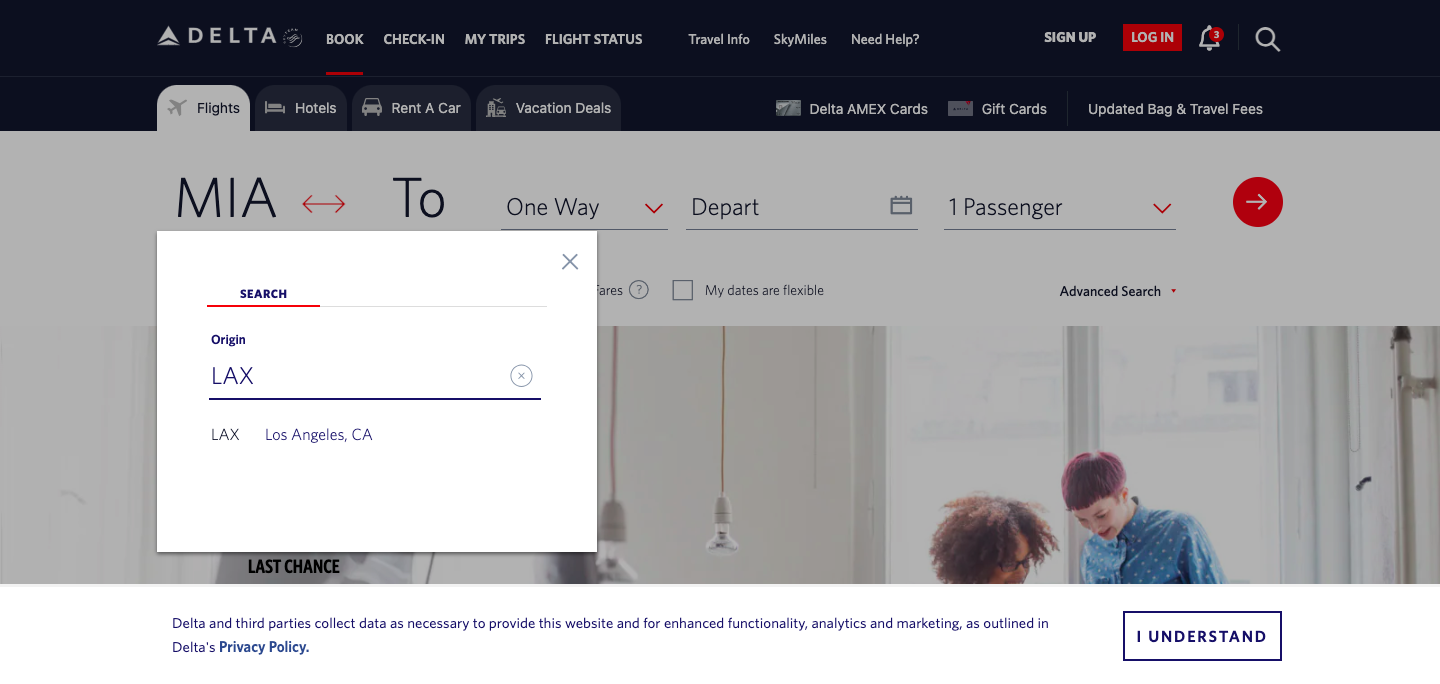 DELTA
BOOK
CHECK-IN
MY TRIPS
FLIGHT STATUS
Travel Info
SkyMiles
Need Help?
SIGN UP
LOG IN
3
Flights
Hotels
Rent A Car
Vacation Deals
Delta AMEX Cards
Gift Cards
Updated Bag & Travel Fees
MIA
To
One Way
Depart
1 Passenger
Fares ?
My dates are flexible
Advanced Search
SEARCH
Origin
LAX
LAX Los Angeles, CA
LAST CHANCE
Delta and third parties collect data as necessary to provide this website and for enhanced functionality, analytics and marketing, as outlined in
Delta's Privacy Policy.
I UNDERSTAND